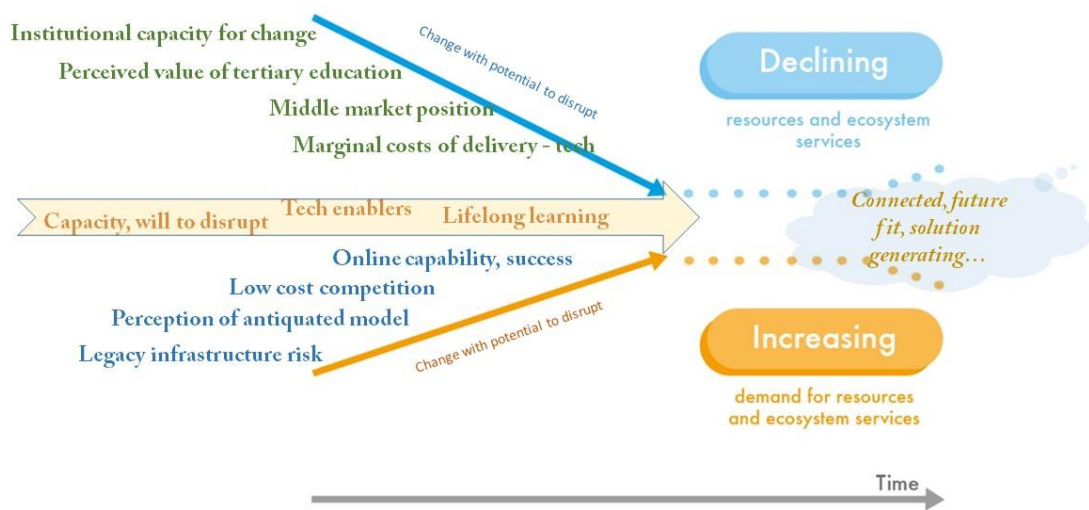 Institutional capacity for change
Perceived value of tertiary education
Middle market position
Marginal costs of delivery - tech
Change with potential to disrupt
Declining
resources and ecosystem
services
Capacity, will to disrupt
Tech enablers
Lifelong learning
Connected, future
fit, solution
generating…
Online capability, success
Low cost competition
Perception of antiquated model
Legacy infrastructure risk
Change with potential to disrupt
Increasing
demand for resources
and ecosystem services
Time